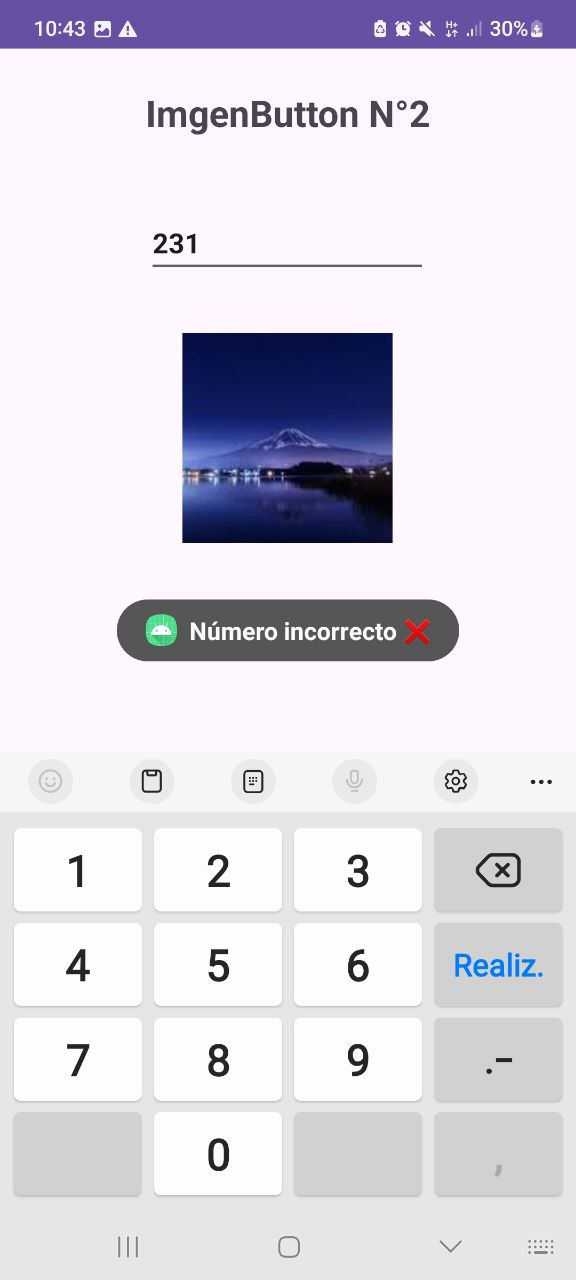 10:43 H+ 30%
ImgenButton N°2
231
Número incorrecto ❌
1 2 3
4 5 6 Realiz.
7 8 9 .-
0 ,